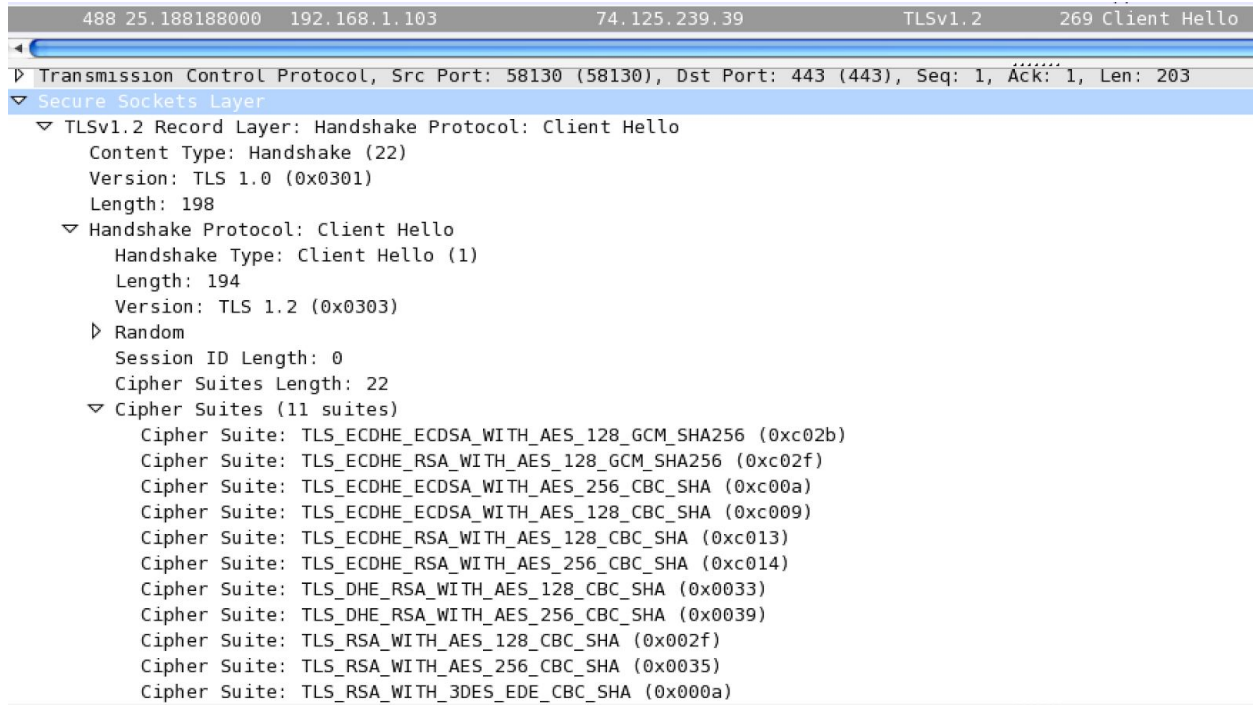 488 25.188188000 192.168.1.103 74.125.239.39 TLSv1.2 269 Client Hello
Transmission Control Protocol, Src Port: 58130 (58130), Dst Port: 443 (443), Seq: 1, Ack: 1, Len: 203
Secure Sockets Layer
TLSv1.2 Record Layer: Handshake Protocol: Client Hello
Content Type: Handshake (22)
Version: TLS 1.0 (0x0301)
Length: 198
Handshake Protocol: Client Hello
Handshake Type: Client Hello (1)
Length: 194
Version: TLS 1.2 (0x0303)
Random
Session ID Length: 0
Cipher Suites Length: 22
Cipher Suites (11 suites)
Cipher Suite: TLS_ECDHE_ECDSA_WITH_AES_128_GCM_SHA256 (0xc02b)
Cipher Suite: TLS_ECDHE_RSA_WITH_AES_128_GCM_SHA256 (0xc02f)
Cipher Suite: TLS_ECDHE_ECDSA_WITH_AES_256_CBC_SHA (0xc00a)
Cipher Suite: TLS_ECDHE_ECDSA_WITH_AES_128_CBC_SHA (0xc009)
Cipher Suite: TLS_ECDHE_RSA_WITH_AES_128_CBC_SHA (0xc013)
Cipher Suite: TLS_ECDHE_RSA_WITH_AES_256_CBC_SHA (0xc014)
Cipher Suite: TLS_DHE_RSA_WITH_AES_128_CBC_SHA (0x0033)
Cipher Suite: TLS_DHE_RSA_WITH_AES_256_CBC_SHA (0x0039)
Cipher Suite: TLS_RSA_WITH_AES_128_CBC_SHA (0x002f)
Cipher Suite: TLS_RSA_WITH_AES_256_CBC_SHA (0x0035)
Cipher Suite: TLS_RSA_WITH_3DES_EDE_CBC_SHA (0x000a)